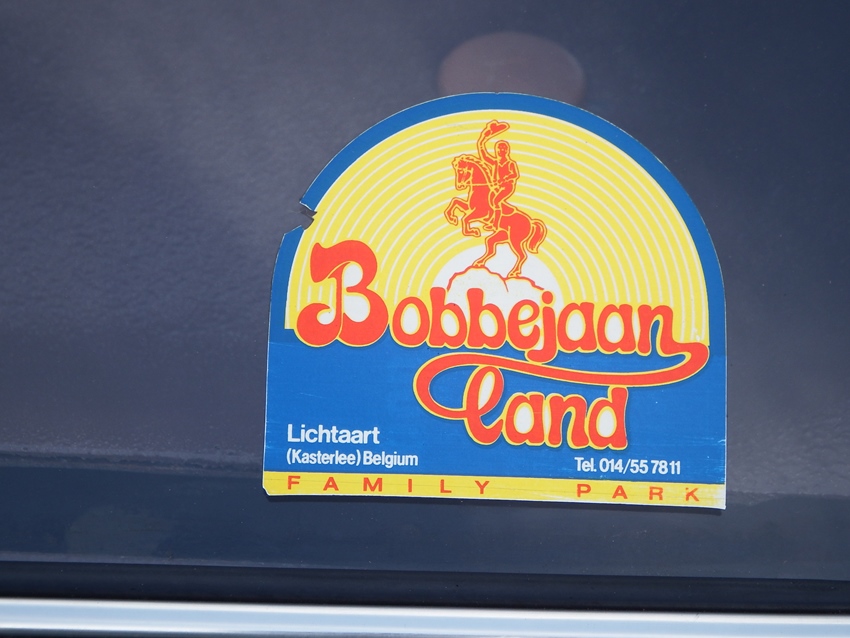 Bobbejaan
land
Lichtaart
(Kasterlee) Belgium
Tel. 014/55 78 11
FAMILY PARK